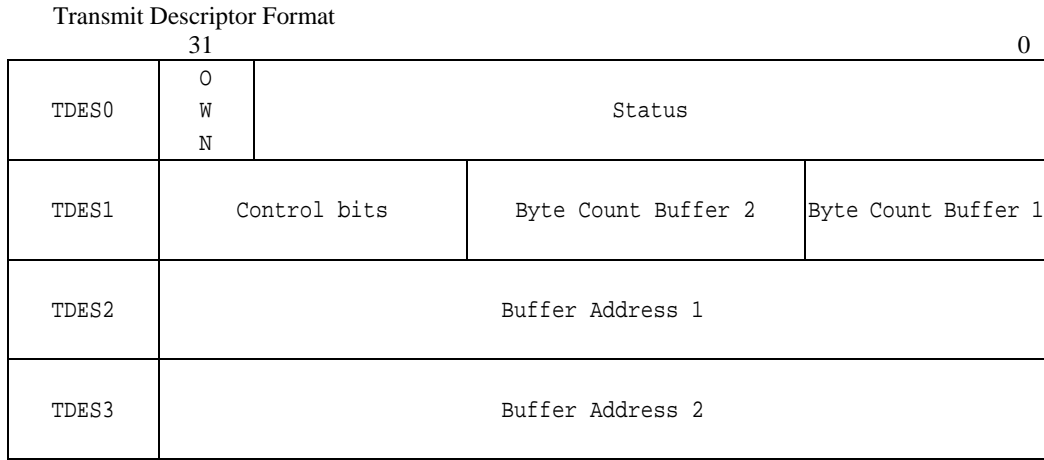 Transmit Descriptor Format
31 0
O
W
N
TDES0 Status
TDES1 Control bits Byte Count Buffer 2 Byte Count Buffer 1
TDES2 Buffer Address 1
TDES3 Buffer Address 2